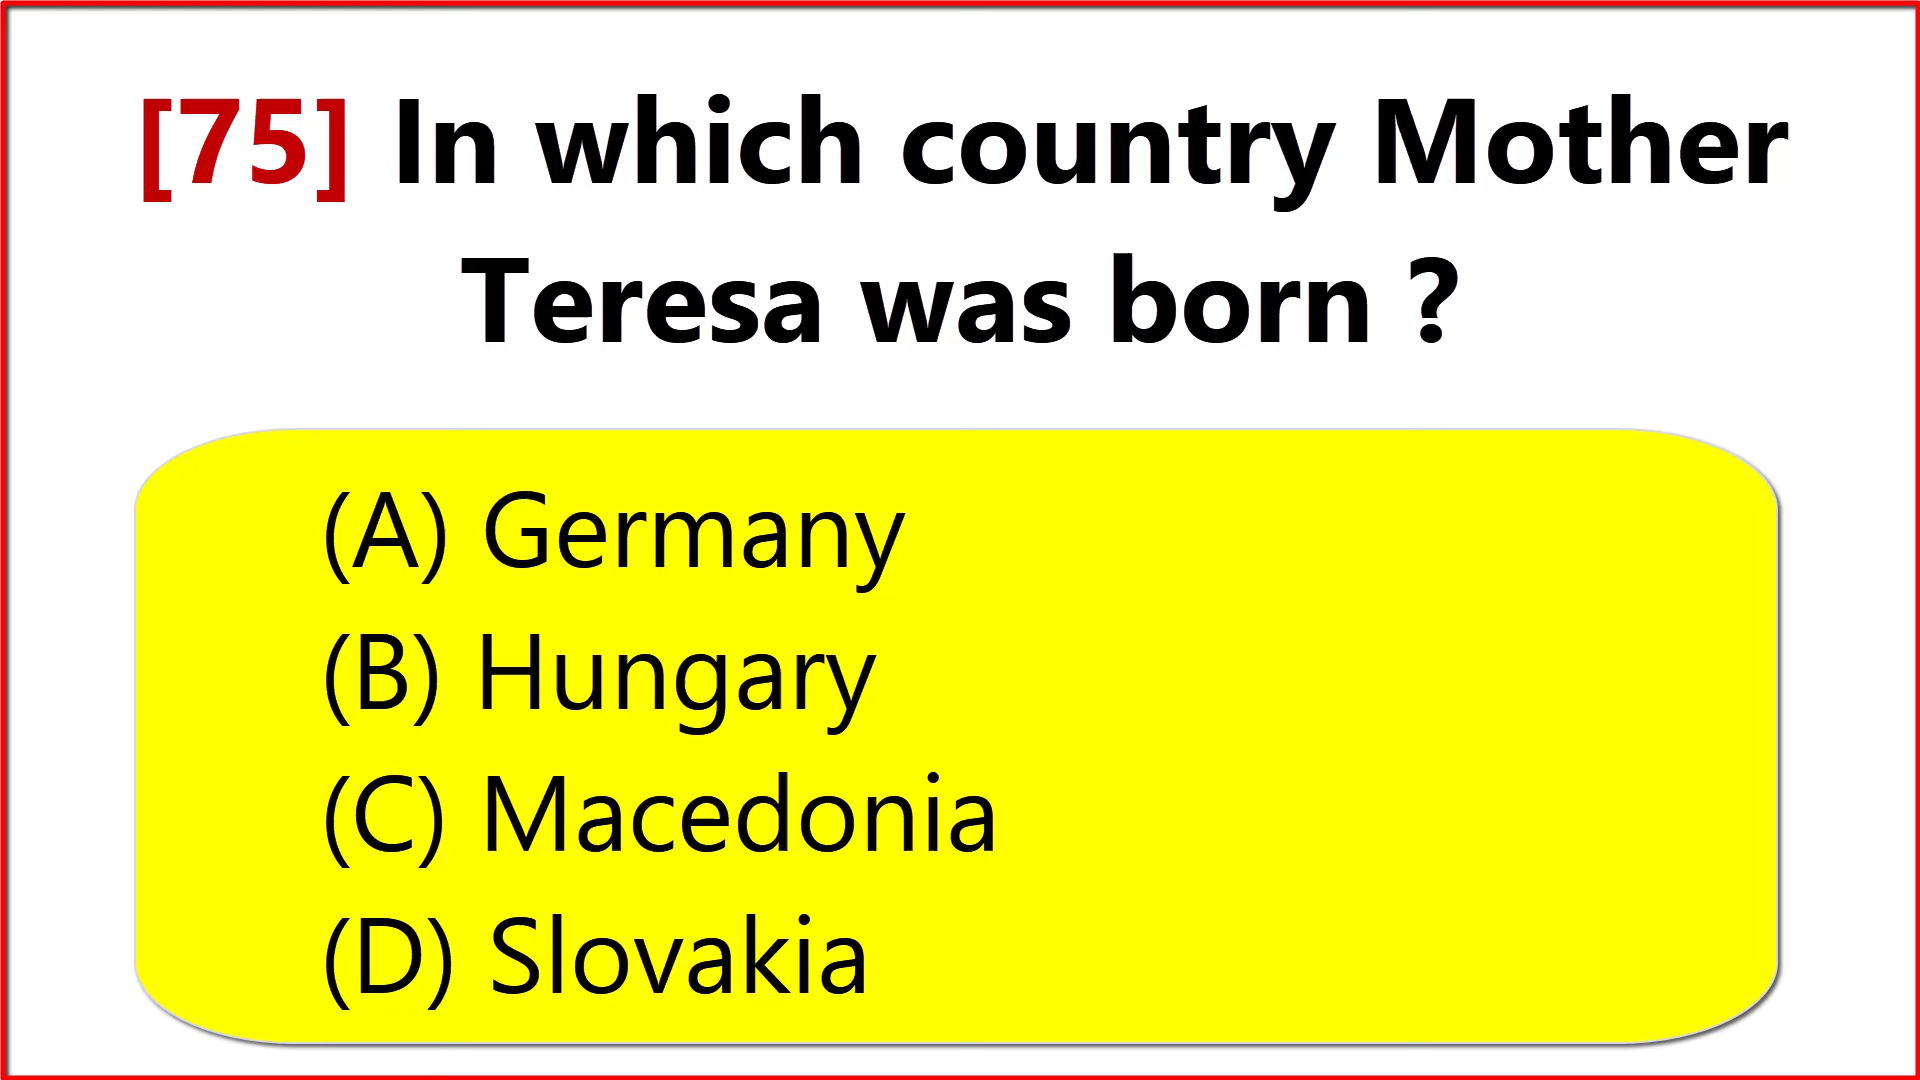 [75] In which country Mother
Teresa was born ?
(A) Germany
(B) Hungary
(C) Macedonia
(D) Slovakia